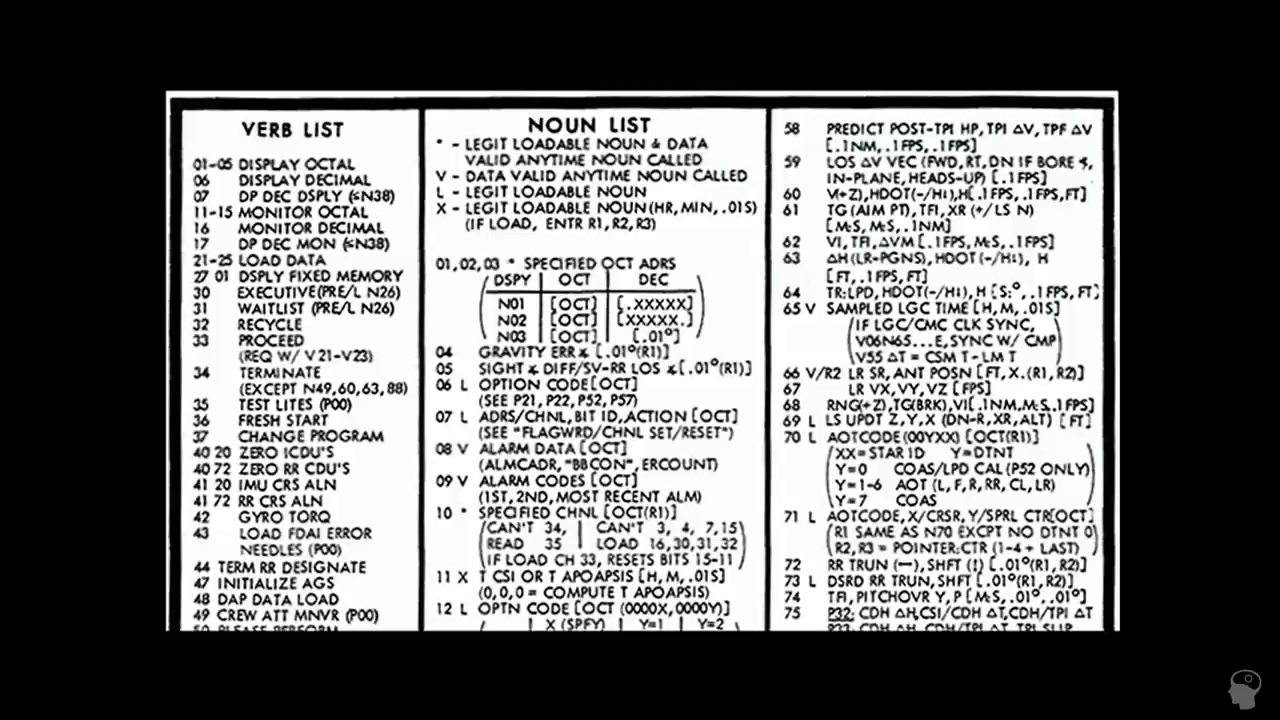 VERB LIST
01-05 DISPLAY OCTAL
06 DISPLAY DECIMAL
07 DP DEC DSPLY (≤N38)
11-15 MONITOR OCTAL
16 MONITOR DECIMAL
17 DP DEC MON (≤N38)
21-25 LOAD DATA
27 01 DSPLY FIXED MEMORY
30 EXECUTIVE(PRE/L N26)
31 WAITLIST (PRE/L N26)
32 RECYCLE
33 PROCEED
(REQ W/ V21-V23)
34 TERMINATE
(EXCEPT N49,60,63,88)
35 TEST LITES (P00)
36 FRESH START
37 CHANGE PROGRAM
40 20 ZERO ICDU'S
40 72 ZERO RR CDU'S
41 20 IMU CRS ALN
41 72 RR CRS ALN
42 GYRO TORQ
43 LOAD FDAI ERROR
NEEDLES (P00)
44 TERM RR DESIGNATE
47 INITIALIZE AGS
48 DAP DATA LOAD
49 CREW ATT MNVR (P00)
50 PLEASE PERFORM
NOUN LIST
* - LEGIT LOADABLE NOUN & DATA
VALID ANYTIME NOUN CALLED
V - DATA VALID ANYTIME NOUN CALLED
L - LEGIT LOADABLE NOUN
X - LEGIT LOADABLE NOUN(HR,MIN,.01S)
(IF LOAD, ENTR R1,R2,R3)
01,02,03 * SPECIFIED OCT ADRS
DSPY OCT DEC
N01 [OCT] [.XXXXX]
N02 [OCT] [XXXXX.]
N03 [OCT] [.01°]
04 GRAVITY ERR ∡ [.01°(R1)]
05 SIGHT ∡ DIFF/SV-RR LOS ∡[.01°(R1)]
06 L OPTION CODE[OCT]
(SEE P21, P22, P52, P57)
07 L ADRS/CHNL, BIT ID, ACTION [OCT]
(SEE "FLAGWRD/CHNL SET/RESET")
08 V ALARM DATA [OCT]
(ALMCADR, "BBCON", ERCOUNT)
09 V ALARM CODES [OCT]
(1ST, 2ND, MOST RECENT ALM)
10 * SPECIFIED CHNL [OCT(R1)]
(CAN'T 34, | CAN'T 3, 4, 7,15)
READ 35 | LOAD 16,30,31,32
(IF LOAD CH 33, RESETS BITS 15-11)
11 X T CSI OR T APOAPSIS [H, M, .01S]
(0,0,0 = COMPUTE T APOAPSIS)
12 L OPTN CODE [OCT (0000X,0000Y)]
X (SPFY) | Y=1 | Y=2
58 PREDICT POST-TPI HP, TPI ΔV, TPF ΔV
[.1NM, .1FPS, .1FPS]
59 LOS ΔV VEC (FWD, RT, DN IF BORE ∡,
IN-PLANE, HEADS-UP) [.1FPS]
60 V(+Z), HDOT(-/H↓), H[.1FPS,.1FPS,FT]
61 TG (AIM PT), TFI, XR (+/LS N)
[M:S, M:S, .1NM]
62 VI, TFI, ΔVM [.1FPS, M:S, .1FPS]
63 ΔH (LR-PGNS), HDOT(-/H↓), H
[FT, .1FPS, FT]
64 TR:LPD, HDOT(-/H↓), H [S:°, .1FPS, FT]
65 V SAMPLED LGC TIME [H, M, .01S]
(IF LGC/CMC CLK SYNC,
V06N65...E, SYNC W/ CMP)
V55 ΔT = CSM T - LM T
66 V/R2 LR SR, ANT POSN [FT, X.(R1, R2)]
67 LR VX, VY, VZ [FPS]
68 RNG(+Z),TG(BRK),VI[.1NM,M:S,.1FPS]
69 L LS UPDT Z,Y,X (DN-R,XR,ALT) [FT]
70 L AOTCODE(00YXX) [OCT(R1)]
(XX=STAR ID Y=DTNT
Y=0 COAS/LPD CAL (P52 ONLY)
Y=1-6 AOT (L, F, R, RR, CL, LR)
Y=7 COAS)
71 L AOTCODE, X/CRSR, Y/SPRL CTR[OCT]
(R1 SAME AS N70 EXCPT NO DTNT 0)
(R2, R3 = POINTER:CTR (1-4 + LAST))
72 RR TRUN (—), SHFT (|) [.01°(R1, R2)]
73 L DSRD RR TRUN, SHFT [.01°(R1, R2)]
74 TFI, PITCHOVR Y, P [M:S, .01°, .01°]
75 P32: CDH ΔH,CSI/CDH ΔT,CDH/TPI ΔT
P33: CDH ΔH, CDH/TPI ΔT, TPI SLIP